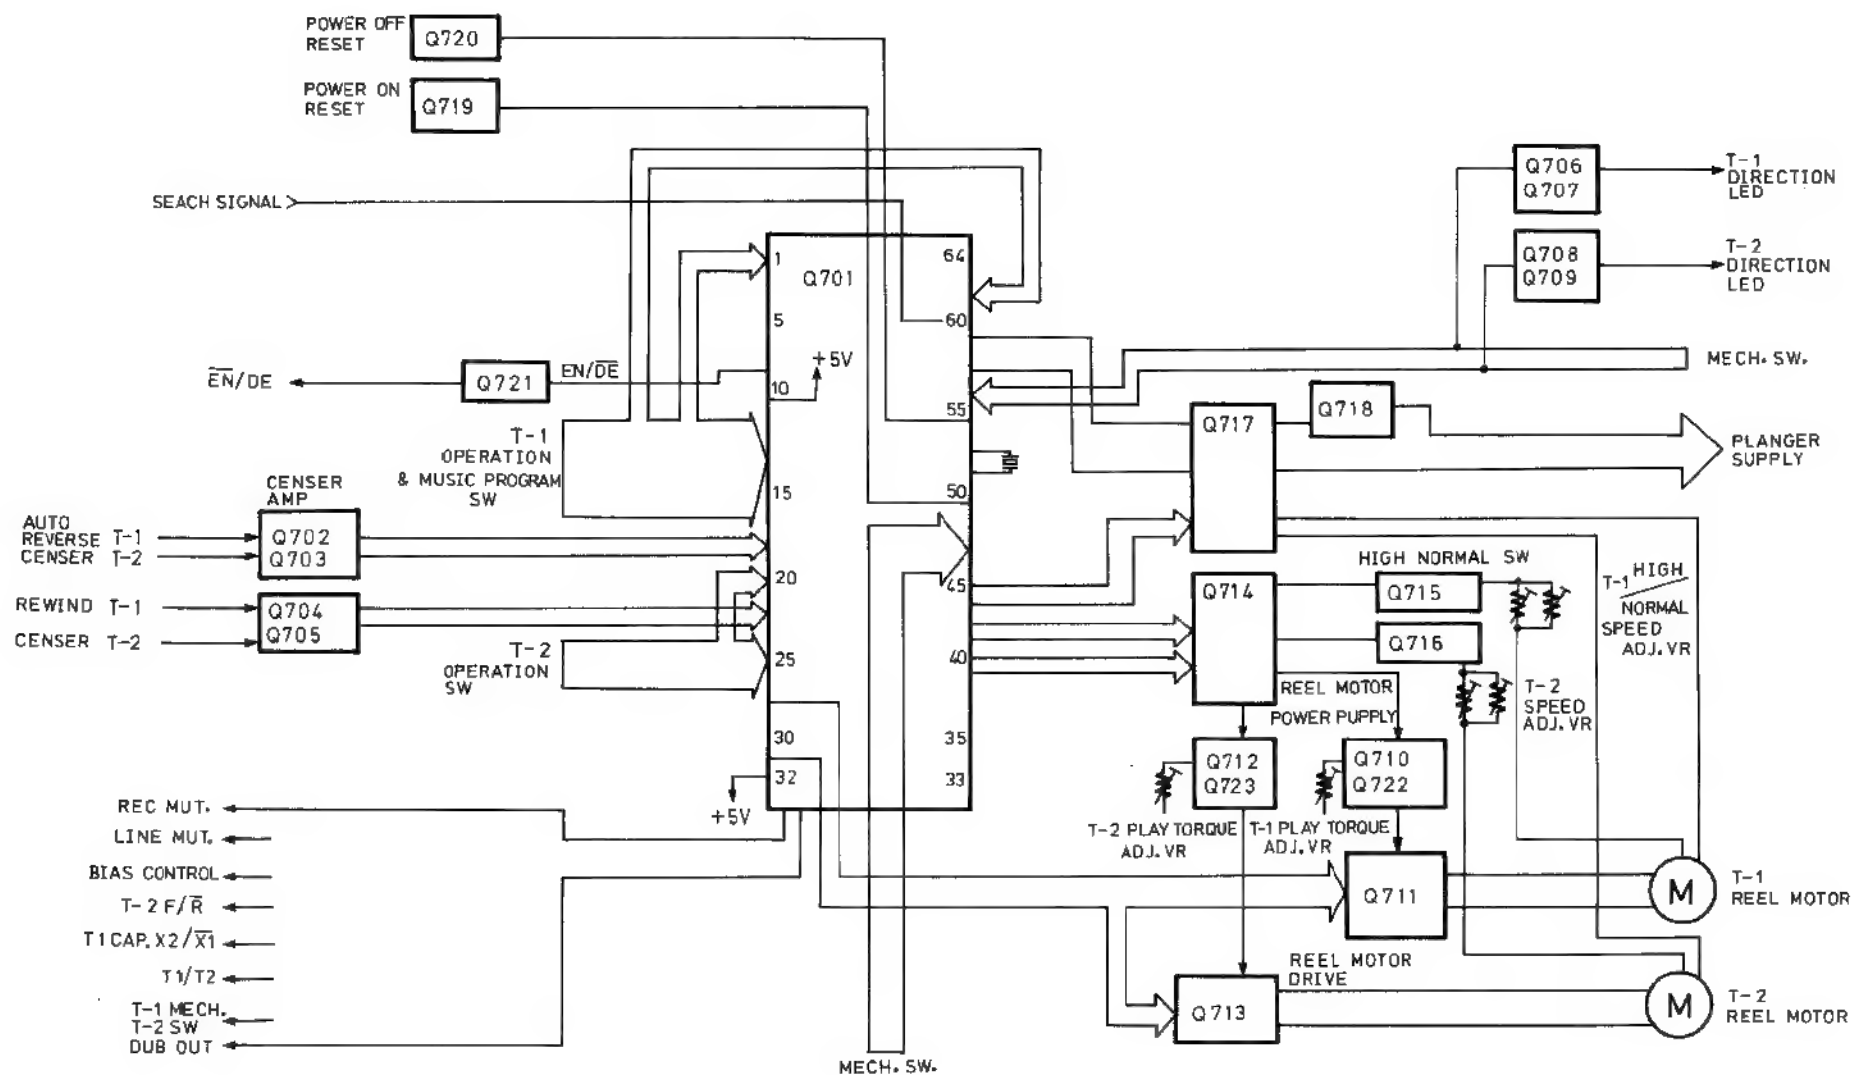 POWER OFF
RESET
Q720
POWER ON
RESET
Q719
SEACH SIGNAL
Q706
Q707
T-1
DIRECTION
LED
Q708
Q709
T-2
DIRECTION
LED
1
Q701
64
5
60
MECH. SW.
E̅N̅/DE
Q721
EN/D̅E̅
10
+5V
55
Q717
Q718
PLANGER
SUPPLY
T-1
OPERATION
& MUSIC PROGRAM
SW
15
50
CENSER
AMP
AUTO
REVERSE T-1
CENSER T-2
Q702
Q703
20
45
HIGH NORMAL SW
Q714
Q715
T-1 HIGH
/
NORMAL
SPEED
ADJ. VR
REWIND T-1
CENSER T-2
Q704
Q705
T-2
OPERATION
SW
25
40
Q716
REEL MOTOR
POWER PUPPLY
T-2
SPEED
ADJ. VR
30
35
32
33
+5V
Q712
Q723
Q710
Q722
T-2 PLAY TORQUE
ADJ. VR
T-1 PLAY TORQUE
ADJ. VR
REC MUT.
LINE MUT.
BIAS CONTROL
T-2 F/R̅
T1 CAP. X2/X̅1̅
T1/T2
T-1 MECH.
T-2 SW
DUB OUT
Q711
M
T-1
REEL MOTOR
REEL MOTOR
DRIVE
Q713
M
T-2
REEL MOTOR
MECH. SW.